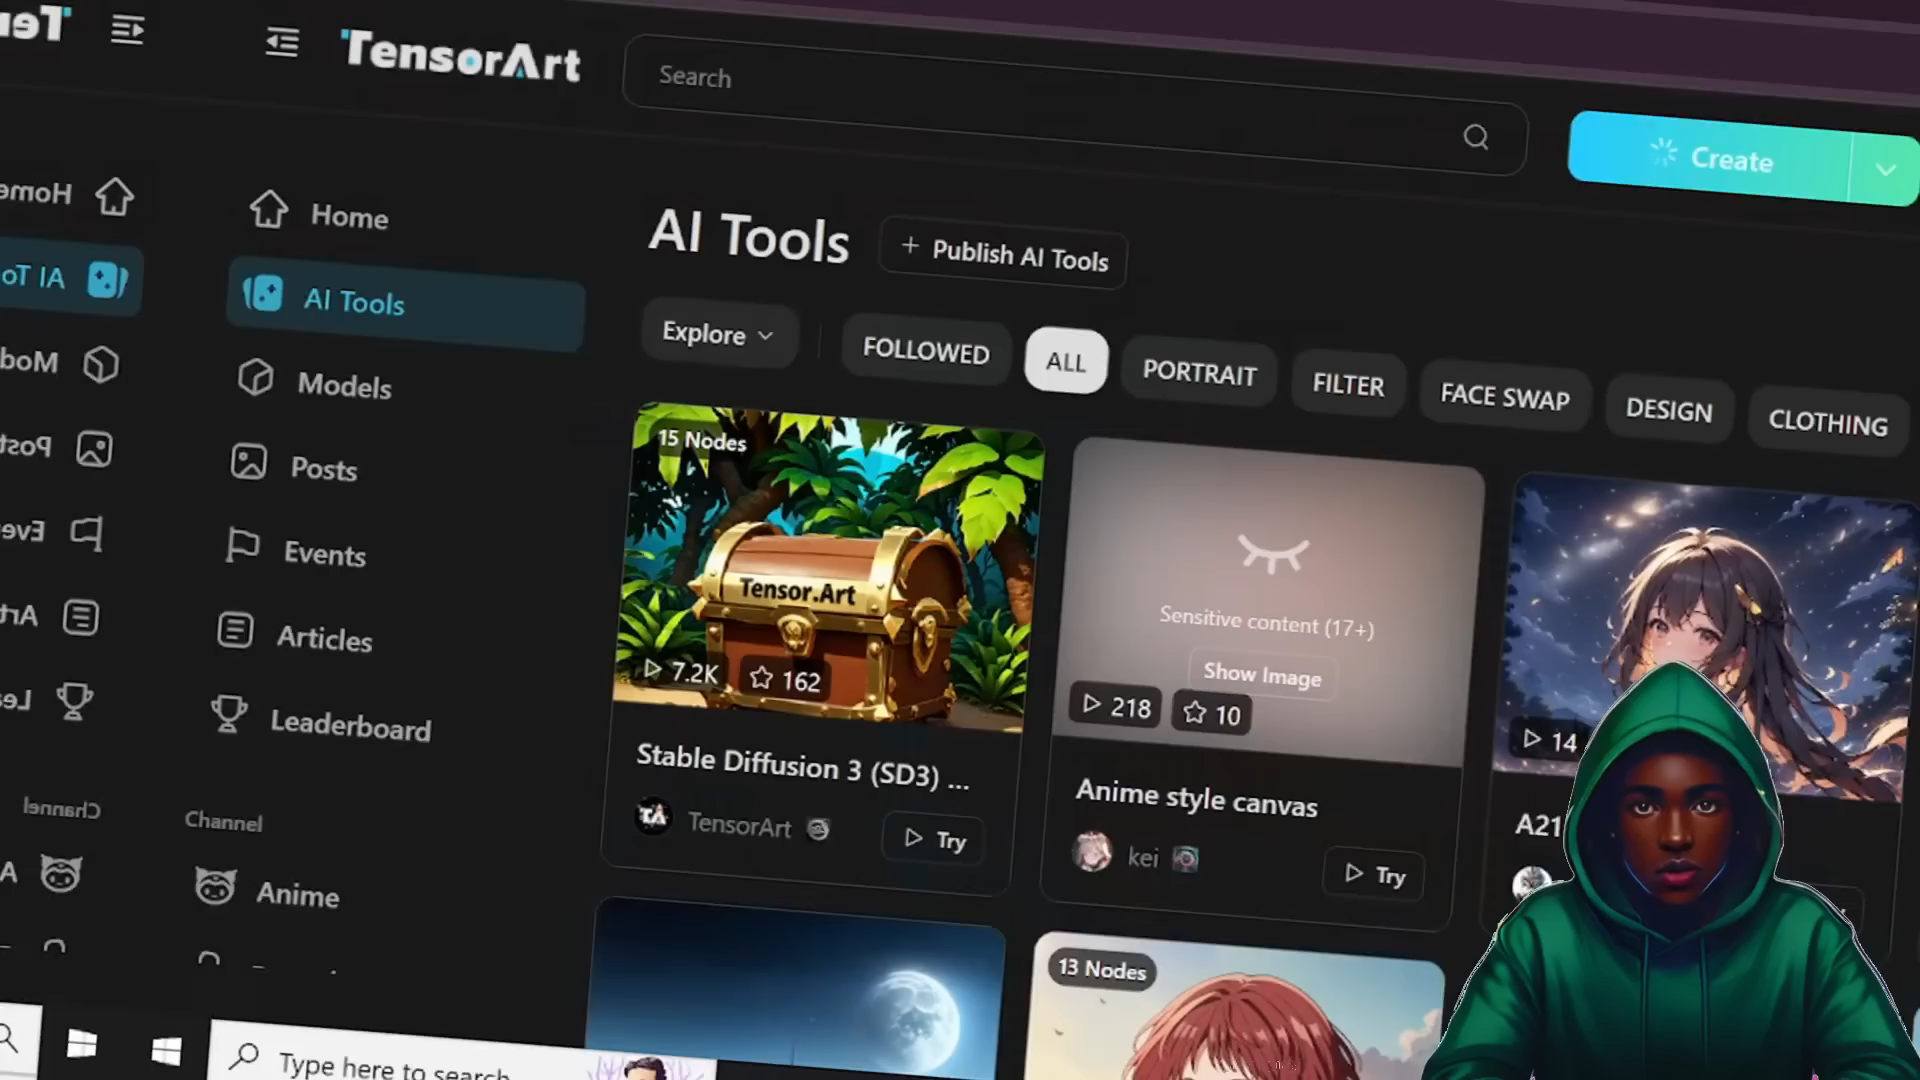 TensorArt
Search
Create
Home
AI Tools
Models
Posts
Events
Articles
Leaderboard
Channel
Anime
AI Tools
+ Publish AI Tools
Explore
FOLLOWED
ALL
PORTRAIT
FILTER
FACE SWAP
DESIGN
CLOTHING
15 Nodes
Tensor.Art
7.2K
162
Stable Diffusion 3 (SD3) ...
TensorArt
Try
Sensitive content (17+)
Show Image
218
10
Anime style canvas
kei
Try
14
A21
13 Nodes
Type here to search